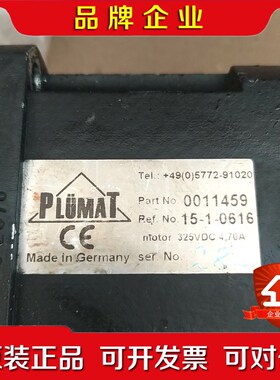 品牌企业
Tel.: +49(0)5772-91020
PLÜMAT
Part No. 0011459
Ref. No. 15-1-0616
motor 325VDC 4,70A
CE
Made In Germany
ser No.
原装正品 可开发票 可对